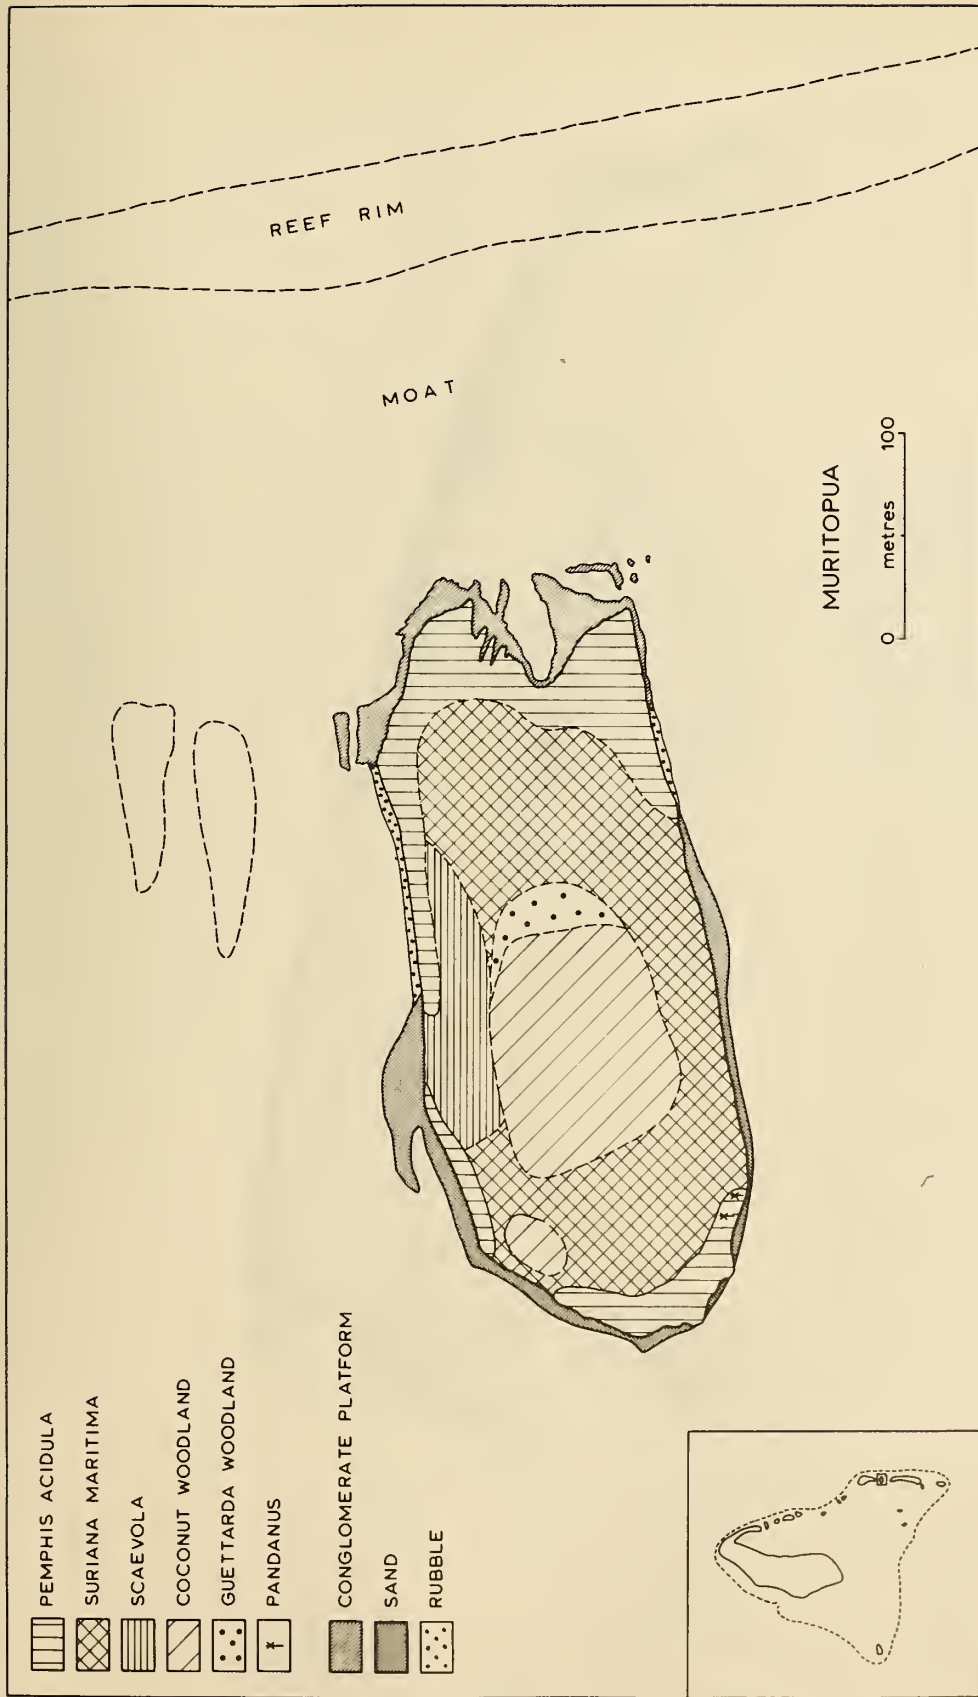 PEMPHIS ACIDULA
SURIANA MARITIMA
SCAEVOLA
COCONUT WOODLAND
GUETTARDA WOODLAND
PANDANUS
CONGLOMERATE PLATFORM
SAND
RUBBLE
REEF RIM
MOAT
MURITOPUA
0 metres 100